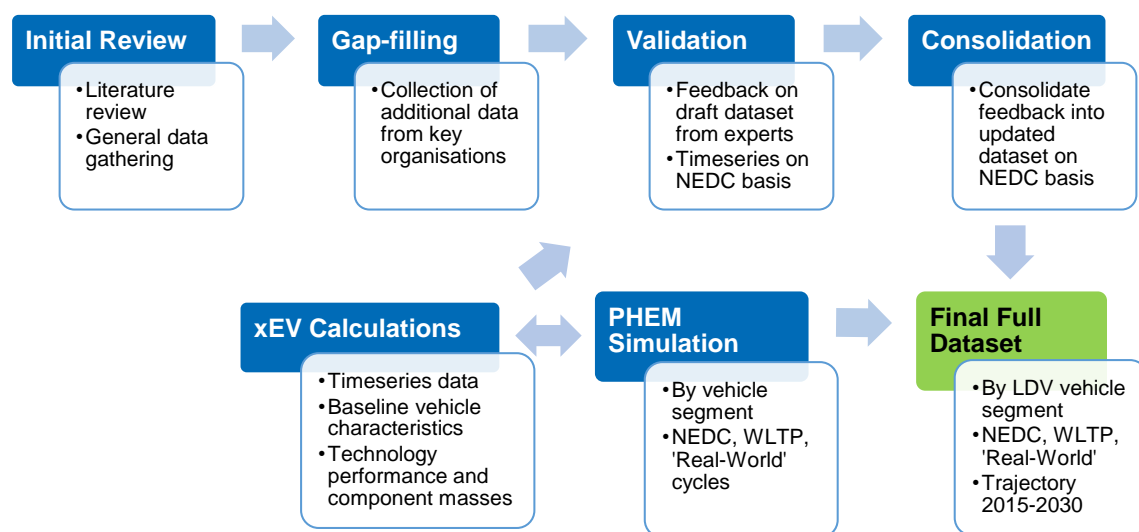 Initial Review
•Literature
review
•General data
gathering
Gap-filling
•Collection of
additional data
from key
organisations
Validation
•Feedback on
draft dataset
from experts
•Timeseries on
NEDC basis
Consolidation
•Consolidate
feedback into
updated
dataset on
NEDC basis
xEV Calculations
•Timeseries data
•Baseline vehicle
characteristics
•Technology
performance and
component masses
PHEM
Simulation
•By vehicle
segment
•NEDC, WLTP,
'Real-World'
cycles
Final Full
Dataset
•By LDV vehicle
segment
•NEDC, WLTP,
'Real-World'
•Trajectory
2015-2030